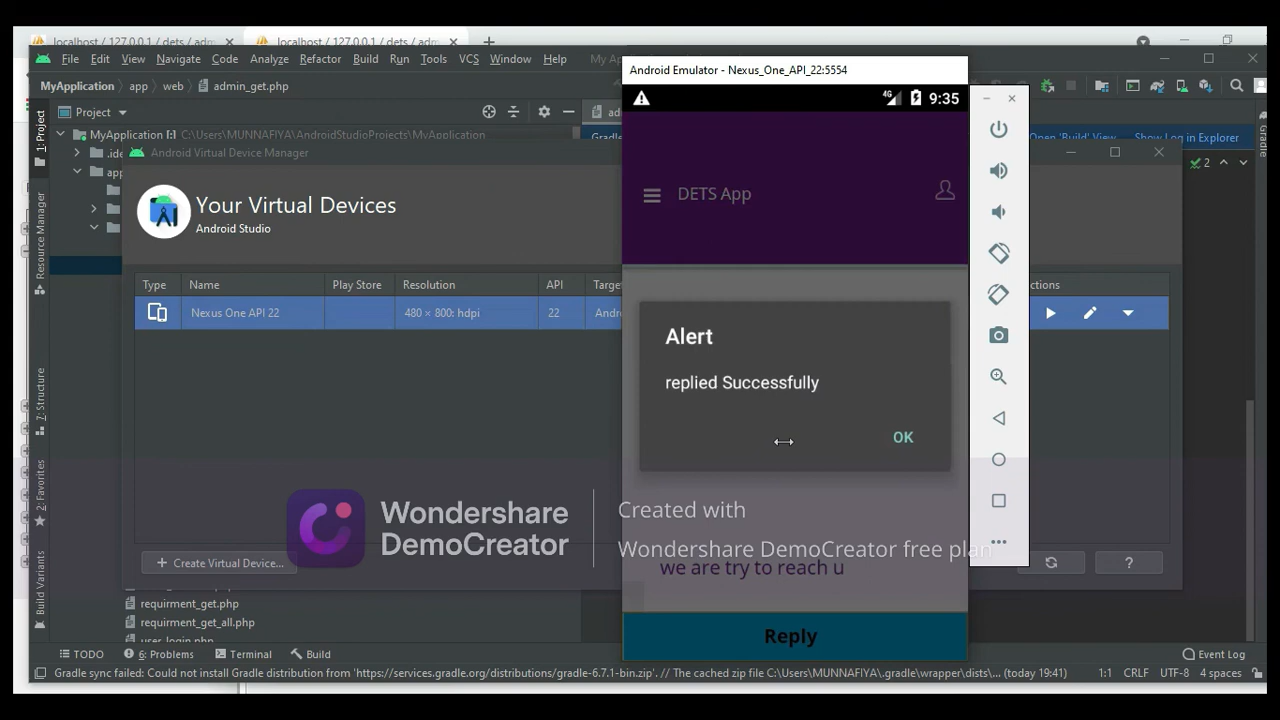 localhost / 127.0.0.1 / dets / adm
localhost / 127.0.0.1 / dets / adm
File Edit View Navigate Code Analyze Refactor Build Run Tools VCS Window Help
Android Emulator - Nexus_One_API_22:5554
MyApplication app web admin_get.php
4G 9:35
Project
1: Project
MyApplication [:] C:\Users\MUNNAFIYA\AndroidStudioProjects\MyApplication
Open 'Build' View Show Log in Explorer
Gradle
Android Virtual Device Manager
2
DETS App
Your Virtual Devices
Android Studio
Resource Manager
Type Name Play Store Resolution API
Nexus One API 22 480 × 800: hdpi 22
Alert
replied Successfully
OK
7: Structure
2: Favorites
Build Variants
Wondershare
DemoCreator
Created with
Wondershare DemoCreator free plan
we are try to reach u
Create Virtual Device...
?
requirment_get.php
requirment_get_all.php
user_login.php
Reply
TODO 6: Problems Terminal Build Event Log
Gradle sync failed: Could not install Gradle distribution from 'https://services.gradle.org/distributions/gradle-6.7.1-bin.zip'. // The cached zip file C:\Users\MUNNAFIYA\.gradle\wrapper\dists\... (today 19:41) 1:1 CRLF UTF-8 4 spaces